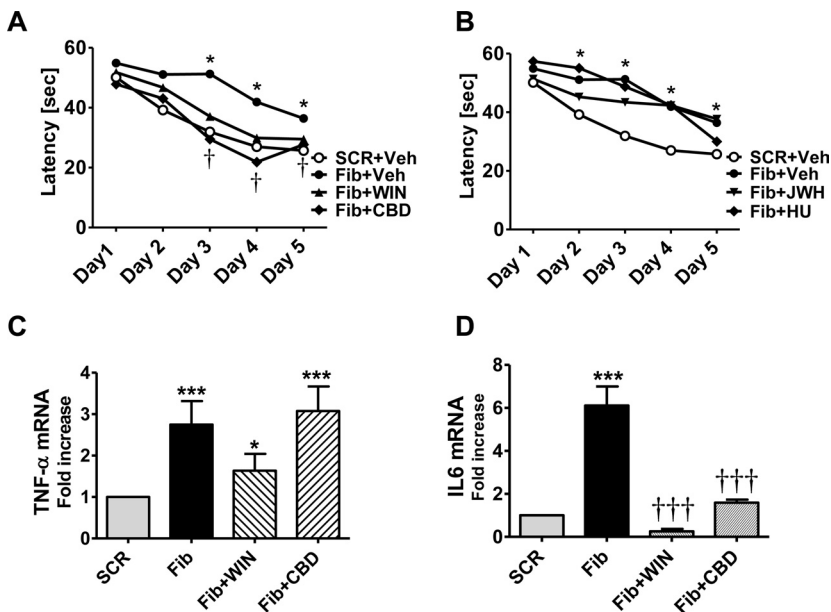 A
60
40
20
0
Latency [sec]
*
*
*
†
†
†
SCR+Veh
Fib+Veh
Fib+WIN
Fib+CBD
Day1
Day 2
Day 3
Day 4
Day 5
B
60
40
20
0
Latency [sec]
*
*
*
*
SCR+Veh
Fib+Veh
Fib+JWH
Fib+HU
Day 1
Day 2
Day 3
Day 4
Day 5
C
4
3
2
1
0
TNF-α mRNA
Fold increase
***
*
***
SCR
Fib
Fib+WIN
Fib+CBD
D
8
6
4
2
0
IL6 mRNA
Fold increase
***
†††
†††
SCR
Fib
Fib+WIN
Fib+CBD